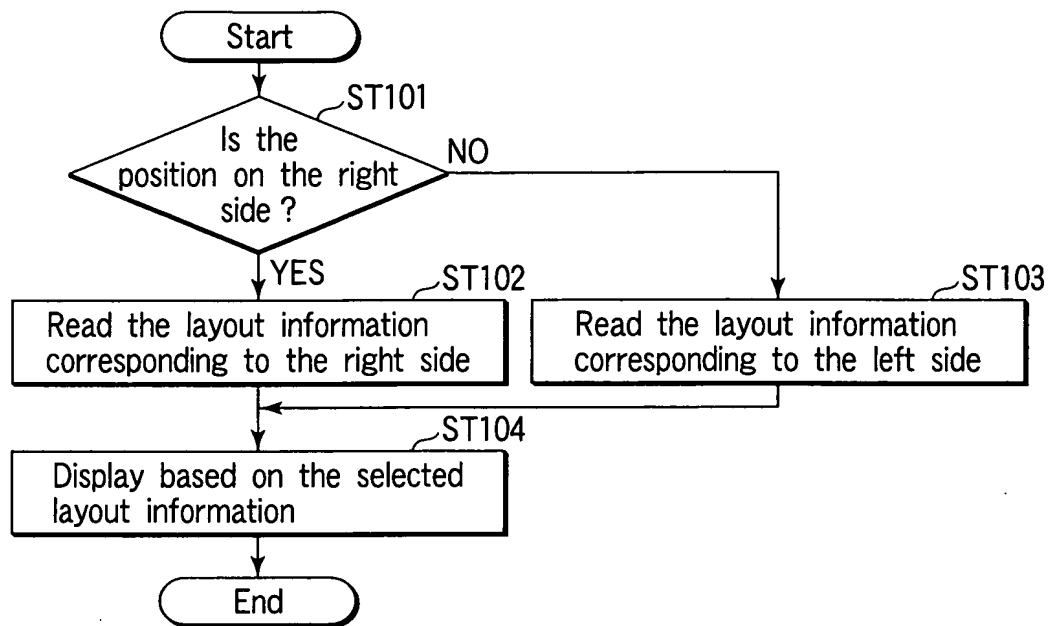 Start
ST101
Is the
position on the right
side ?
NO
YES
ST102
Read the layout information
corresponding to the right side
ST103
Read the layout information
corresponding to the left side
ST104
Display based on the selected
layout information
End